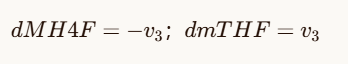 dMH4F = −v₃; dmTHF = v₃